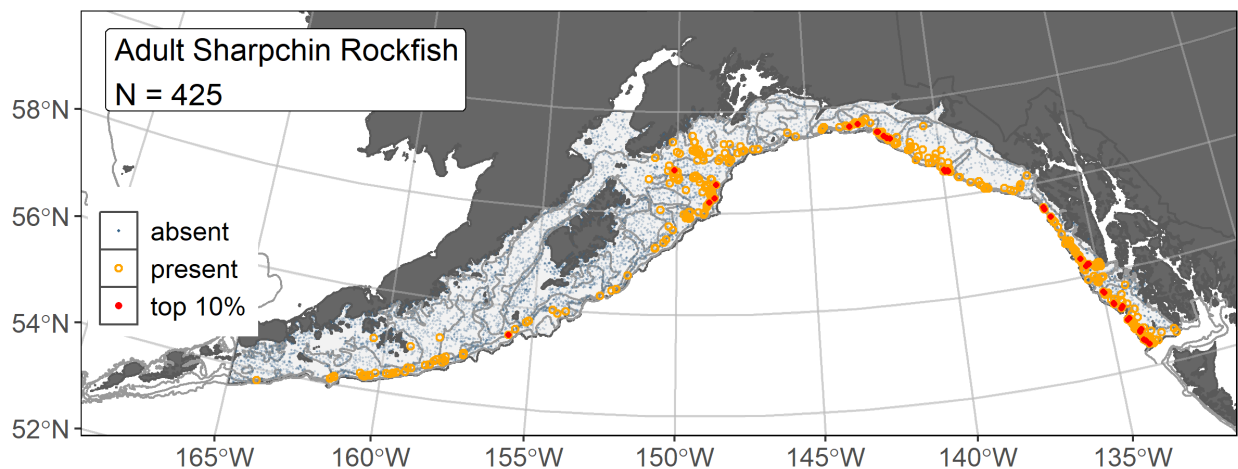 Adult Sharpchin Rockfish
N = 425
58°N
56°N
54°N
52°N
absent
present
top 10%
165°W
160°W
155°W
150°W
145°W
140°W
135°W